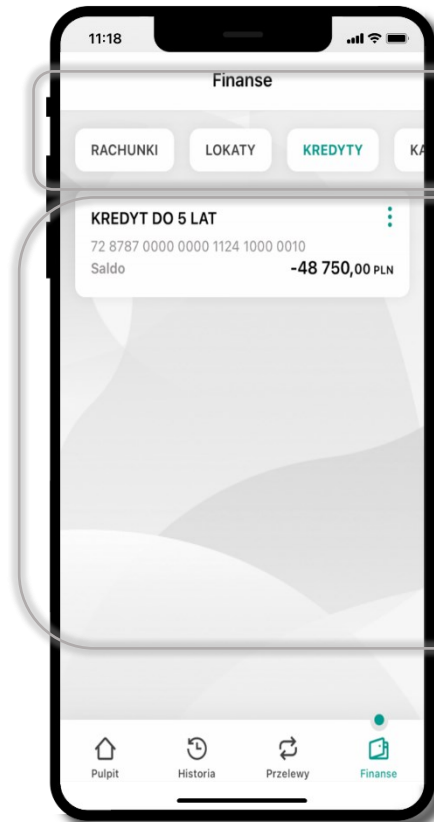 11:18
Finanse
RACHUNKI LOKATY KREDYTY KA
KREDYT DO 5 LAT
72 8787 0000 0000 1124 1000 0010
Saldo -48 750,00 PLN
Pulpit Historia Przelewy Finanse